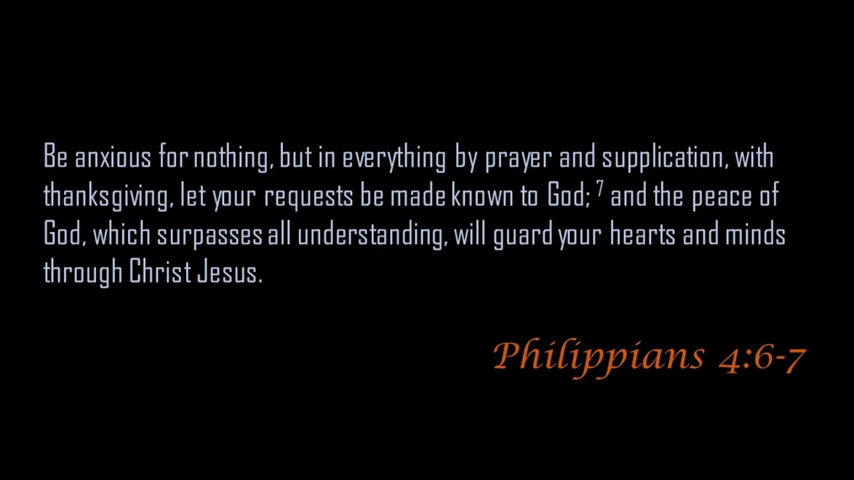 Be anxious for nothing, but in everything by prayer and supplication, with
thanksgiving, let your requests be made known to God; ⁷ and the peace of
God, which surpasses all understanding, will guard your hearts and minds
through Christ Jesus.
Philippians 4:6-7